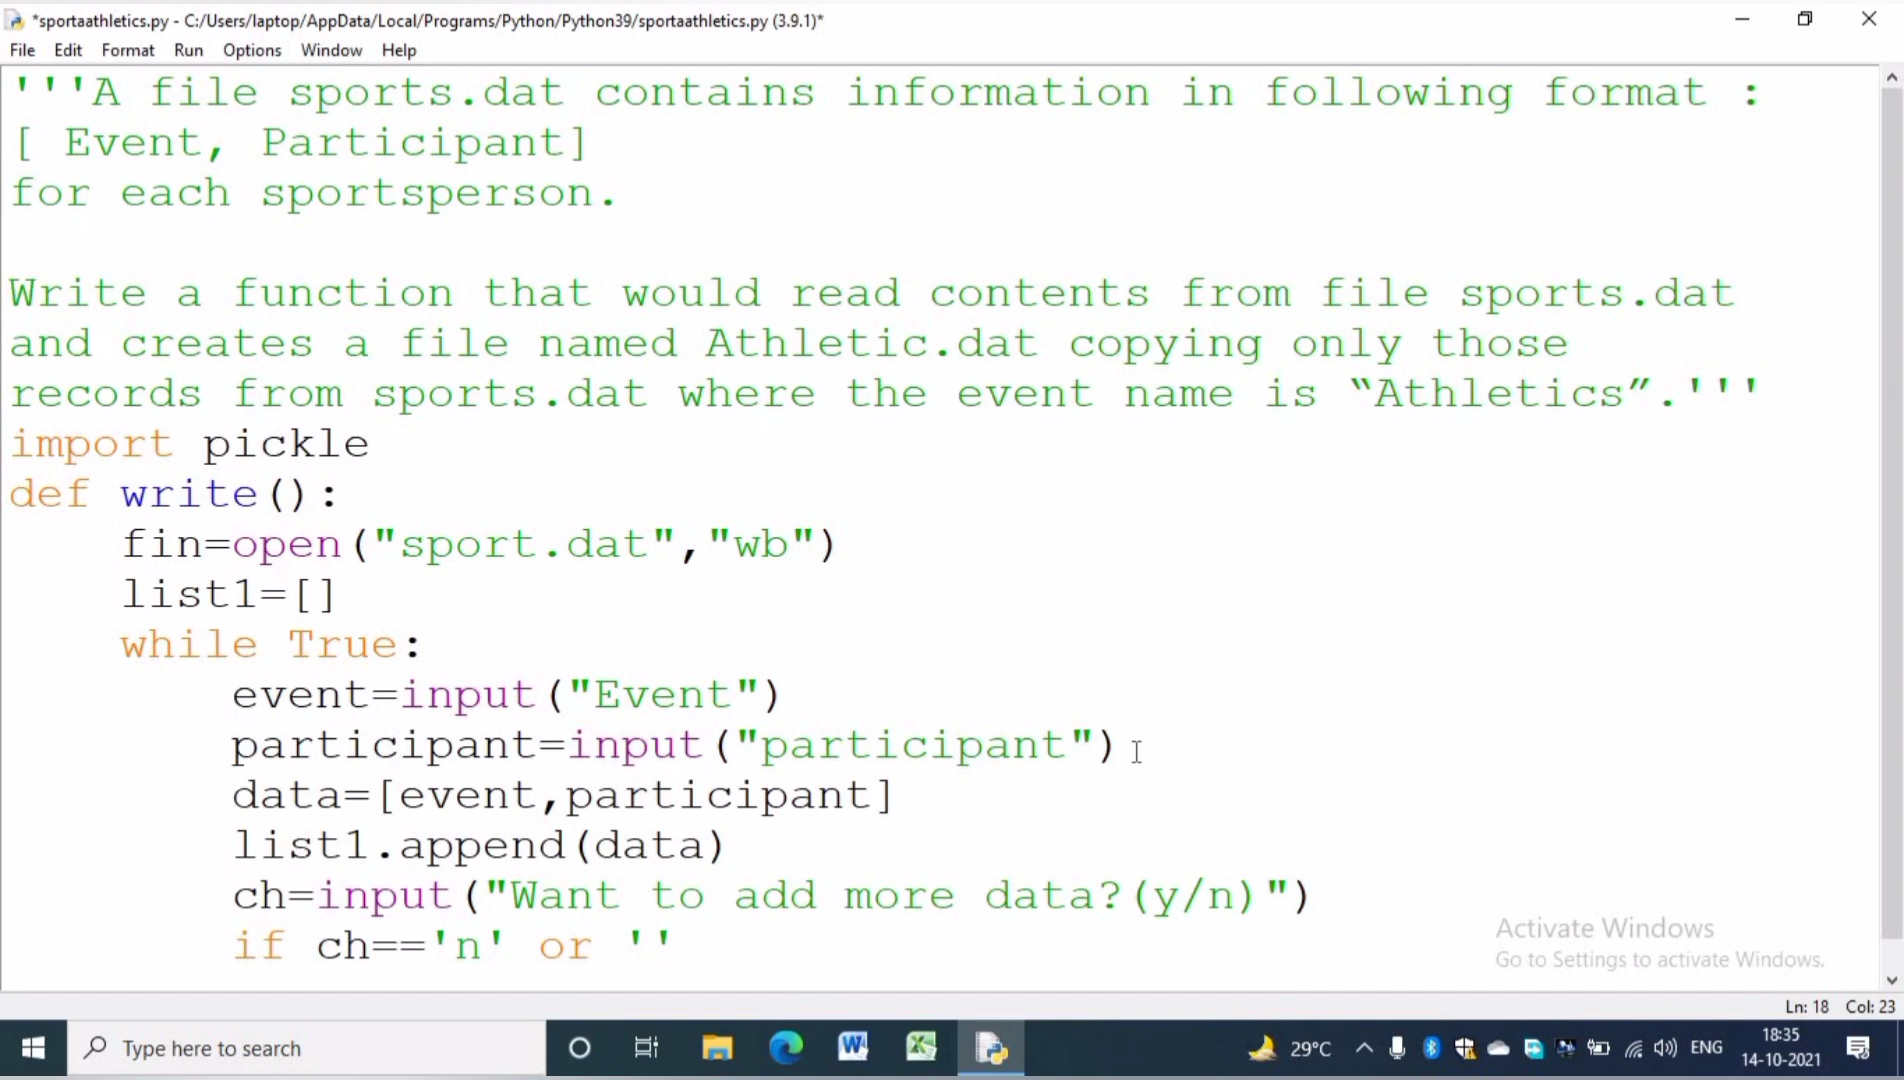 *sportaathletics.py - C:/Users/laptop/AppData/Local/Programs/Python/Python39/sportaathletics.py (3.9.1)*
File Edit Format Run Options Window Help
'''A file sports.dat contains information in following format :
[ Event, Participant]
for each sportsperson.
Write a function that would read contents from file sports.dat
and creates a file named Athletic.dat copying only those
records from sports.dat where the event name is “Athletics”.'''
import pickle
def write():
    fin=open("sport.dat","wb")
    list1=[]
    while True:
        event=input("Event")
        participant=input("participant")
        data=[event,participant]
        list1.append(data)
        ch=input("Want to add more data?(y/n)")
        if ch=='n' or ''
Activate Windows
Go to Settings to activate Windows.
Ln: 18 Col: 23
Type here to search
29°C
ENG
18:35
14-10-2021